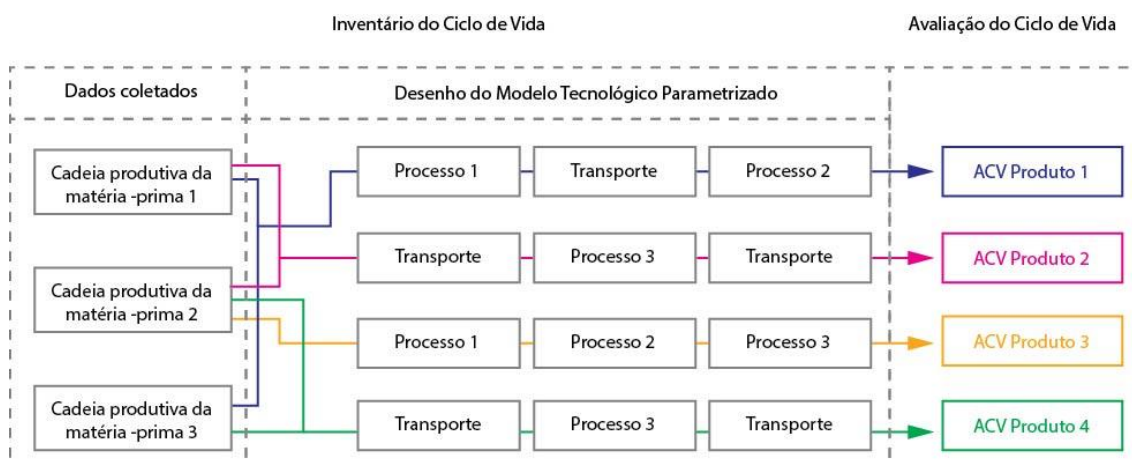 Inventário do Ciclo de Vida
Avaliação do Ciclo de Vida
Dados coletados
Desenho do Modelo Tecnológico Parametrizado
Cadeia produtiva da
matéria -prima 1
Processo 1
Transporte
Processo 2
ACV Produto 1
Transporte
Processo 3
Transporte
ACV Produto 2
Cadeia produtiva da
matéria -prima 2
Processo 1
Processo 2
Processo 3
ACV Produto 3
Cadeia produtiva da
matéria -prima 3
Transporte
Processo 3
Transporte
ACV Produto 4